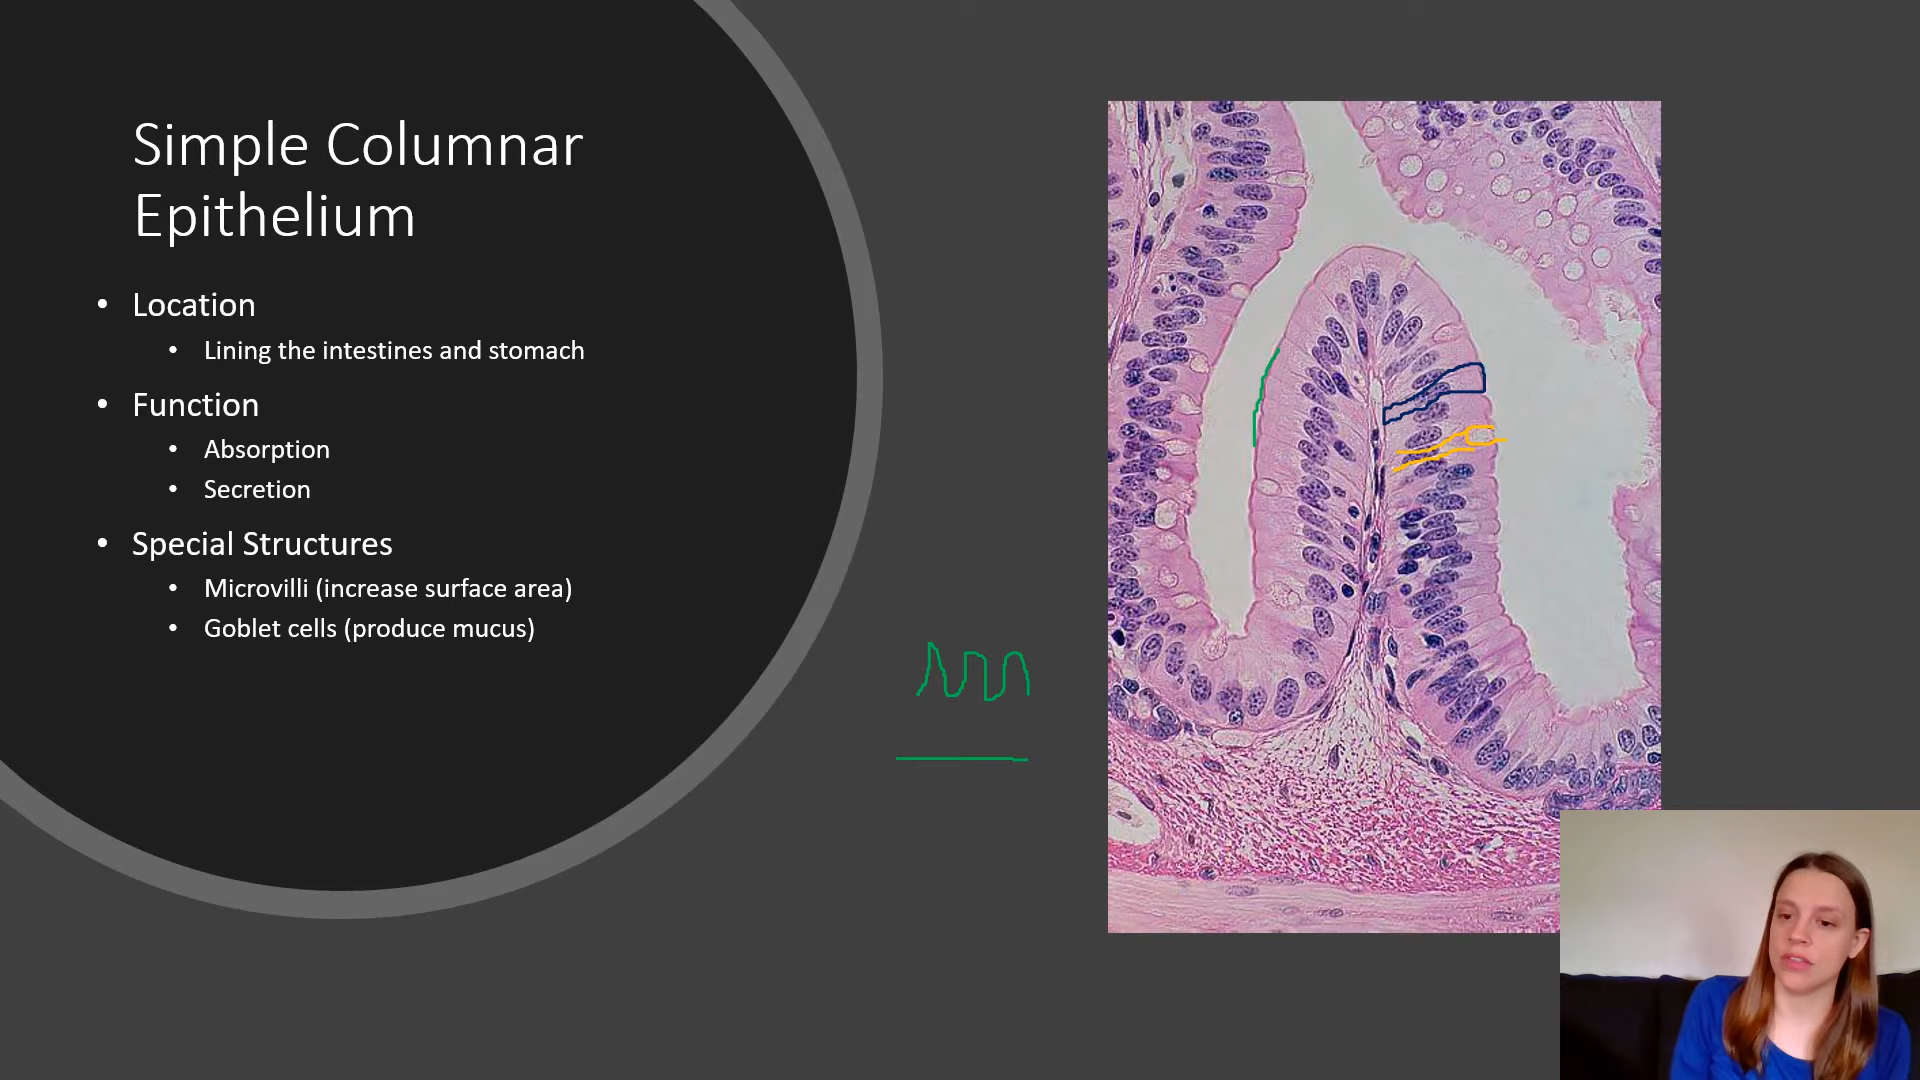 Simple Columnar
Epithelium
• Location
• Lining the intestines and stomach
• Function
• Absorption
• Secretion
• Special Structures
• Microvilli (increase surface area)
• Goblet cells (produce mucus)